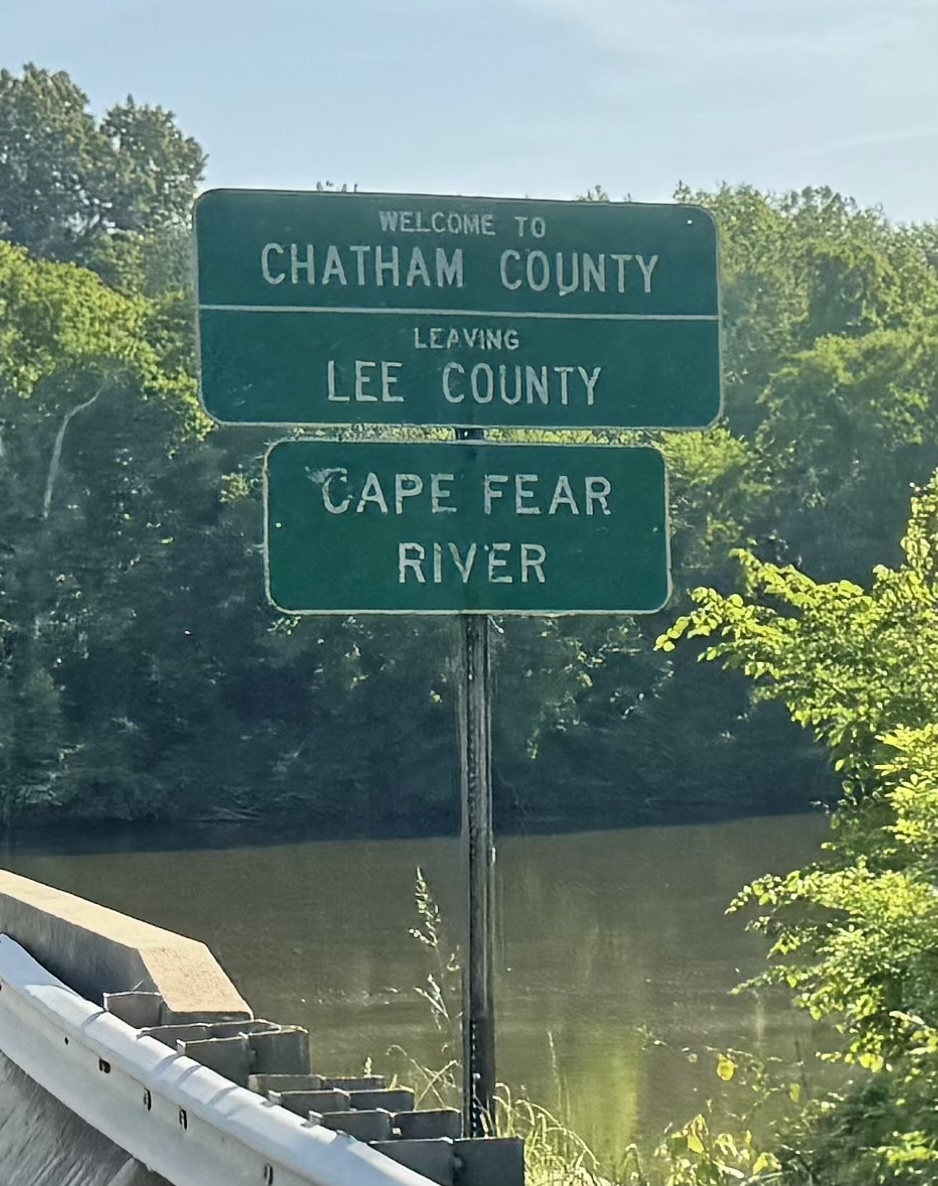 WELCOME TO
CHATHAM COUNTY
LEAVING
LEE COUNTY
CAPE FEAR
RIVER